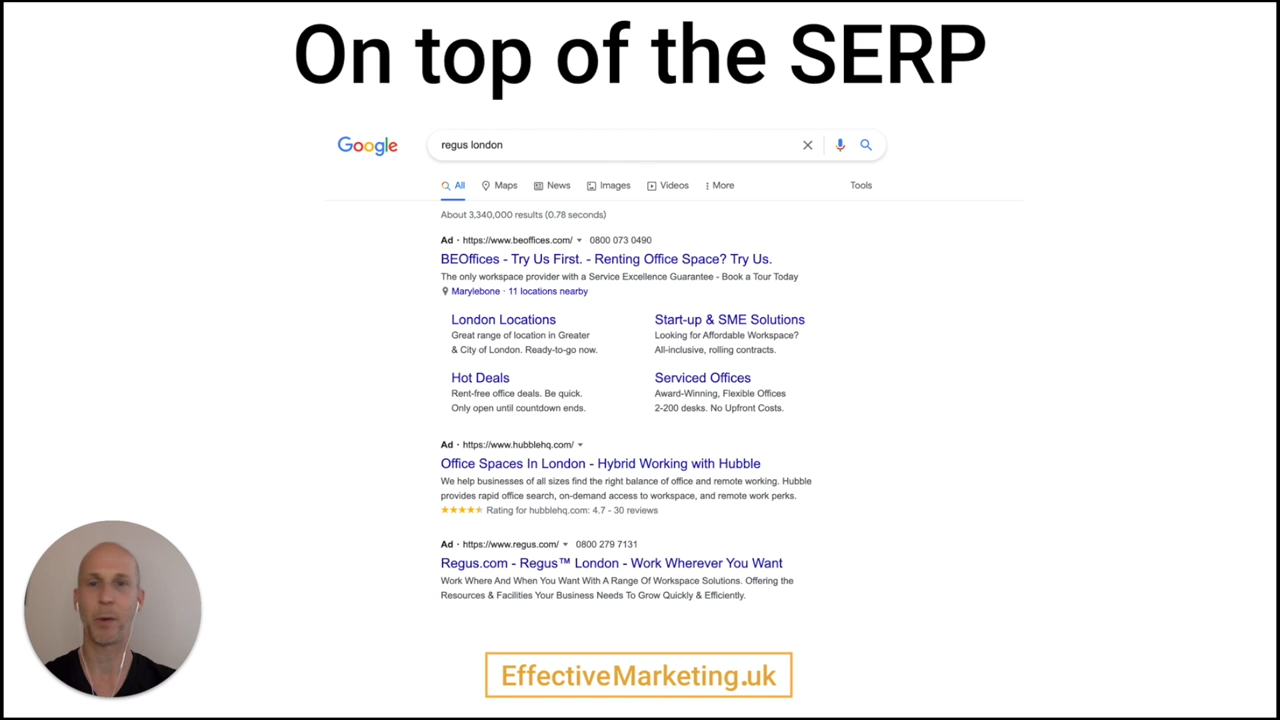 On top of the SERP
Google
regus london
All Maps News Images Videos More Tools
About 3,340,000 results (0.78 seconds)
Ad · https://www.beoffices.com/ 0800 073 0490
BEOffices - Try Us First. - Renting Office Space? Try Us.
The only workspace provider with a Service Excellence Guarantee - Book a Tour Today
Marylebone · 11 locations nearby
London Locations
Great range of location in Greater
& City of London. Ready-to-go now.
Start-up & SME Solutions
Looking for Affordable Workspace?
All-inclusive, rolling contracts.
Hot Deals
Rent-free office deals. Be quick.
Only open until countdown ends.
Serviced Offices
Award-Winning, Flexible Offices
2-200 desks. No Upfront Costs.
Ad · https://www.hubblehq.com/
Office Spaces In London - Hybrid Working with Hubble
We help businesses of all sizes find the right balance of office and remote working. Hubble
provides rapid office search, on-demand access to workspace, and remote work perks.
Rating for hubblehq.com: 4.7 - 30 reviews
Ad · https://www.regus.com/ 0800 279 7131
Regus.com - Regus™ London - Work Wherever You Want
Work Where And When You Want With A Range Of Workspace Solutions. Offering the
Resources & Facilities Your Business Needs To Grow Quickly & Efficiently.
EffectiveMarketing.uk